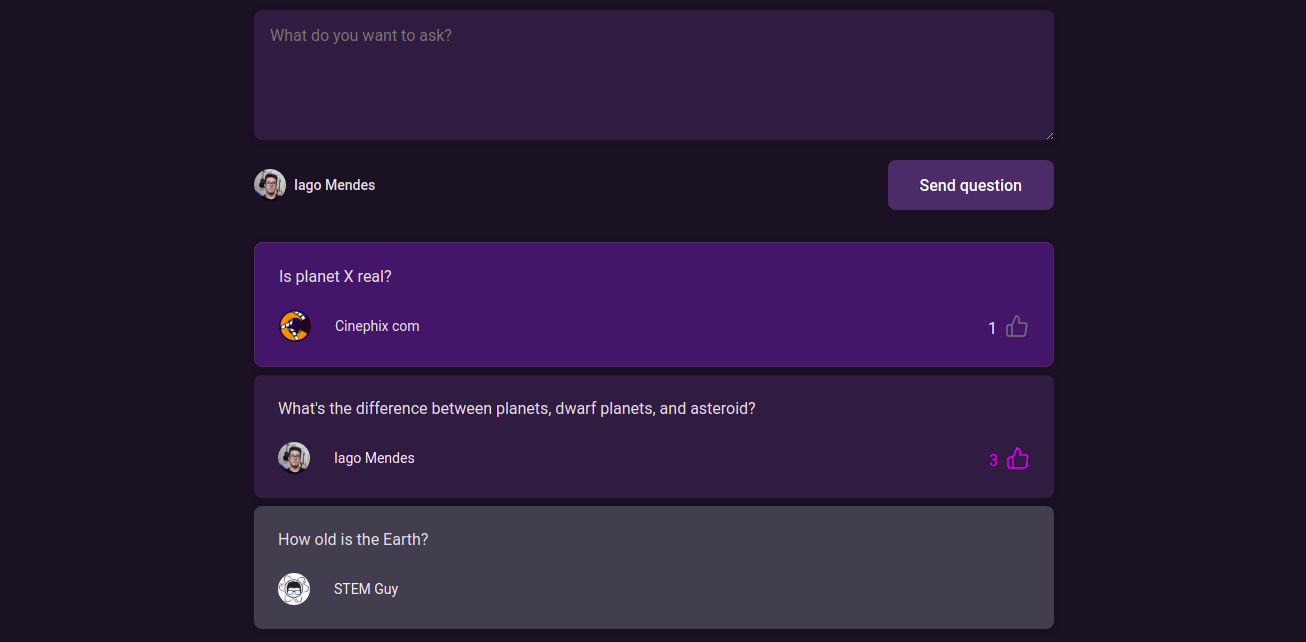 What do you want to ask?
Iago Mendes
Send question
Is planet X real?
Cinephix com
1
What's the difference between planets, dwarf planets, and asteroid?
Iago Mendes
3
How old is the Earth?
STEM Guy